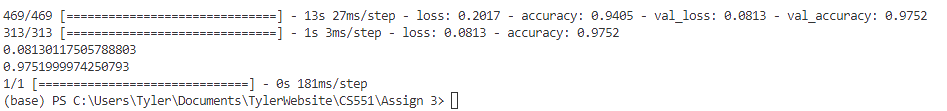 469/469 [==============================] - 13s 27ms/step - loss: 0.2017 - accuracy: 0.9405 - val_loss: 0.0813 - val_accuracy: 0.9752
313/313 [==============================] - 1s 3ms/step - loss: 0.0813 - accuracy: 0.9752
0.08130117505788803
0.9751999974250793
1/1 [==============================] - 0s 181ms/step
(base) PS C:\Users\Tyler\Documents\TylerWebsite\CS551\Assign 3>